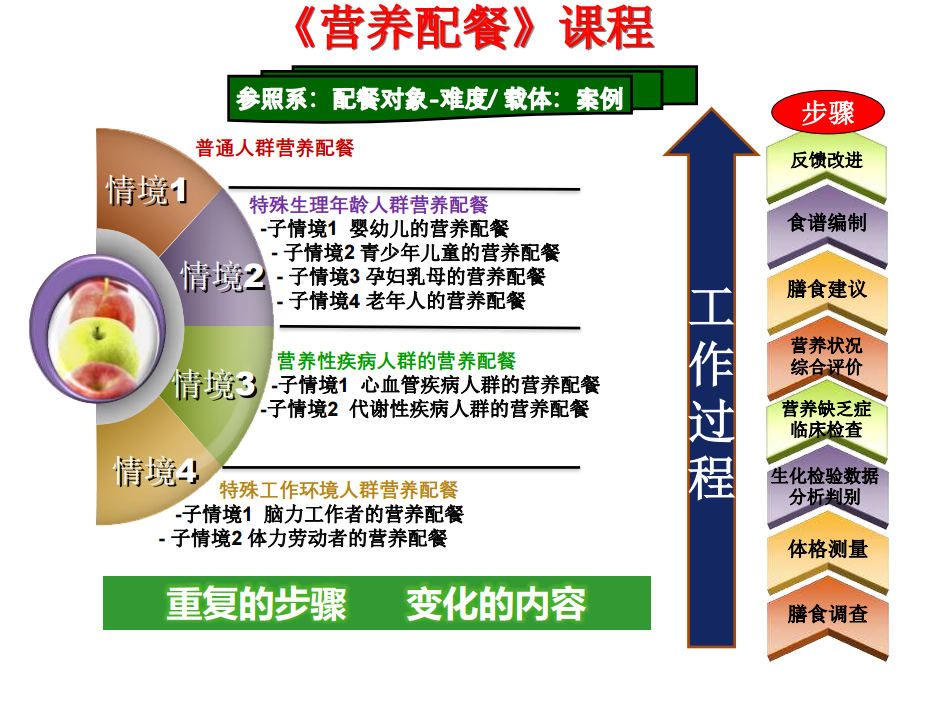 《营养配餐》课程
参照系：配餐对象-难度/ 载体：案例
情境1
普通人群营养配餐
情境2
特殊生理年龄人群营养配餐
-子情境1 婴幼儿的营养配餐
- 子情境2 青少年儿童的营养配餐
- 子情境3 孕妇乳母的营养配餐
- 子情境4 老年人的营养配餐
情境3
营养性疾病人群的营养配餐
-子情境1 心血管疾病人群的营养配餐
-子情境2 代谢性疾病人群的营养配餐
情境4
特殊工作环境人群营养配餐
-子情境1 脑力工作者的营养配餐
- 子情境2 体力劳动者的营养配餐
重复的步骤 变化的内容
工作过程
步骤
反馈改进
食谱编制
膳食建议
营养状况
综合评价
营养缺乏症
临床检查
生化检验数据
分析判别
体格测量
膳食调查